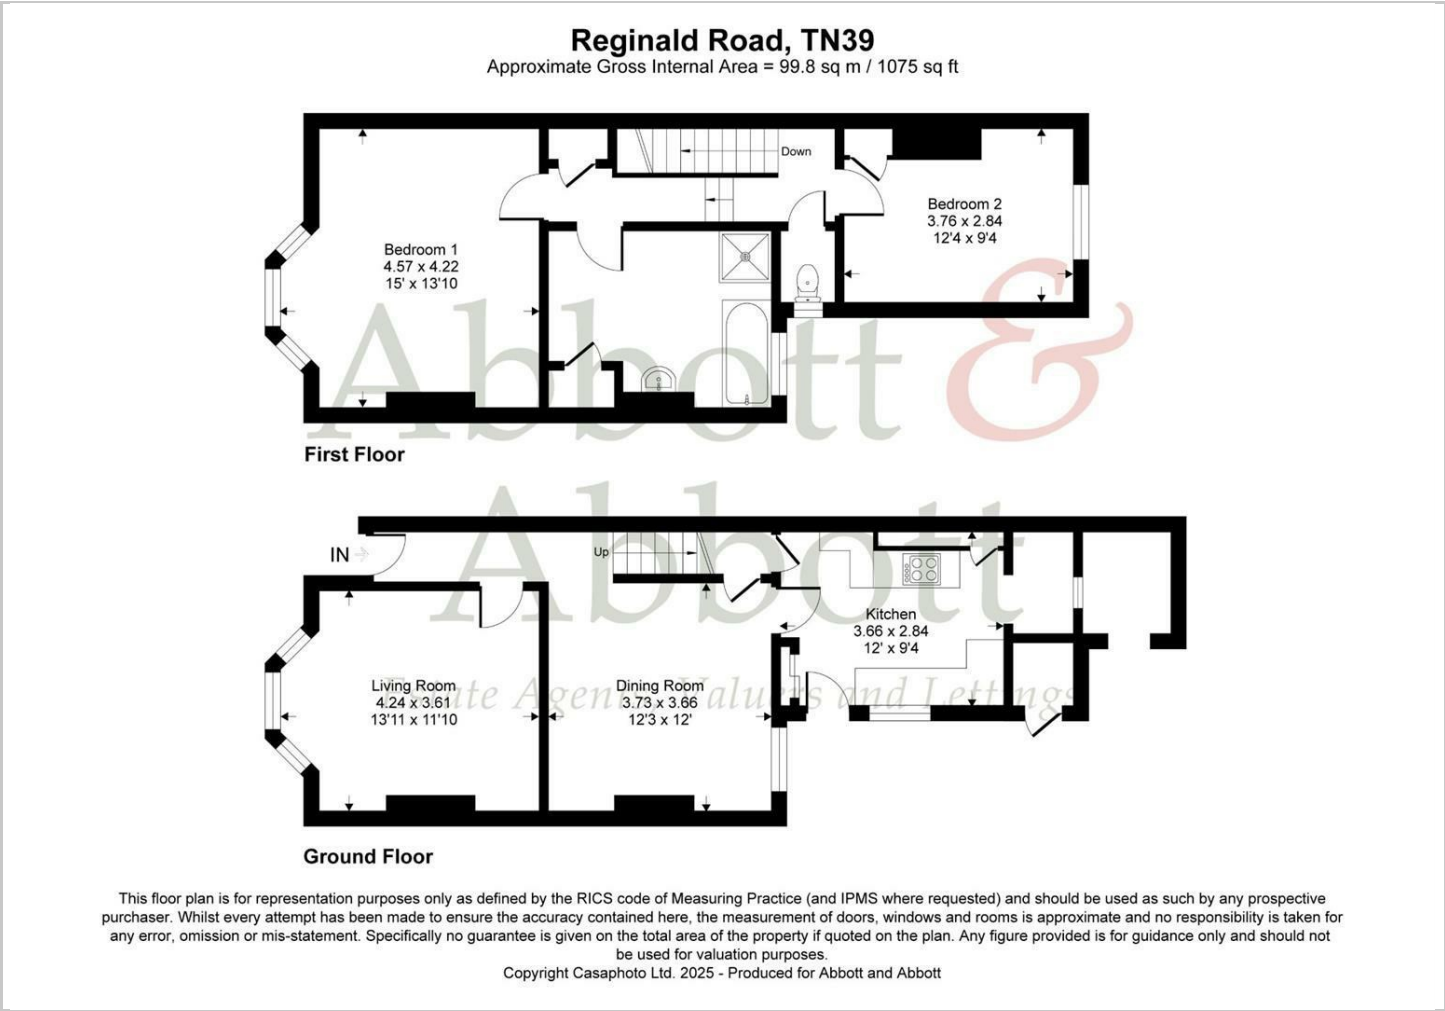 Reginald Road, TN39
Approximate Gross Internal Area = 99.8 sq m / 1075 sq ft
Down
Bedroom 2
3.76 x 2.84
12'4 x 9'4
Bedroom 1
4.57 x 4.22
15' x 13'10
Abbott &
First Floor
Abbott
IN
Up
Kitchen
3.66 x 2.84
12' x 9'4
Living Room
4.24 x 3.61
13'11 x 11'10
Dining Room
3.73 x 3.66
12'3 x 12'
Estate Agents, Valuers and Lettings
Ground Floor
This floor plan is for representation purposes only as defined by the RICS code of Measuring Practice (and IPMS where requested) and should be used as such by any prospective
purchaser. Whilst every attempt has been made to ensure the accuracy contained here, the measurement of doors, windows and rooms is approximate and no responsibility is taken for
any error, omission or mis-statement. Specifically no guarantee is given on the total area of the property if quoted on the plan. Any figure provided is for guidance only and should not
be used for valuation purposes.
Copyright Casaphoto Ltd. 2025 - Produced for Abbott and Abbott